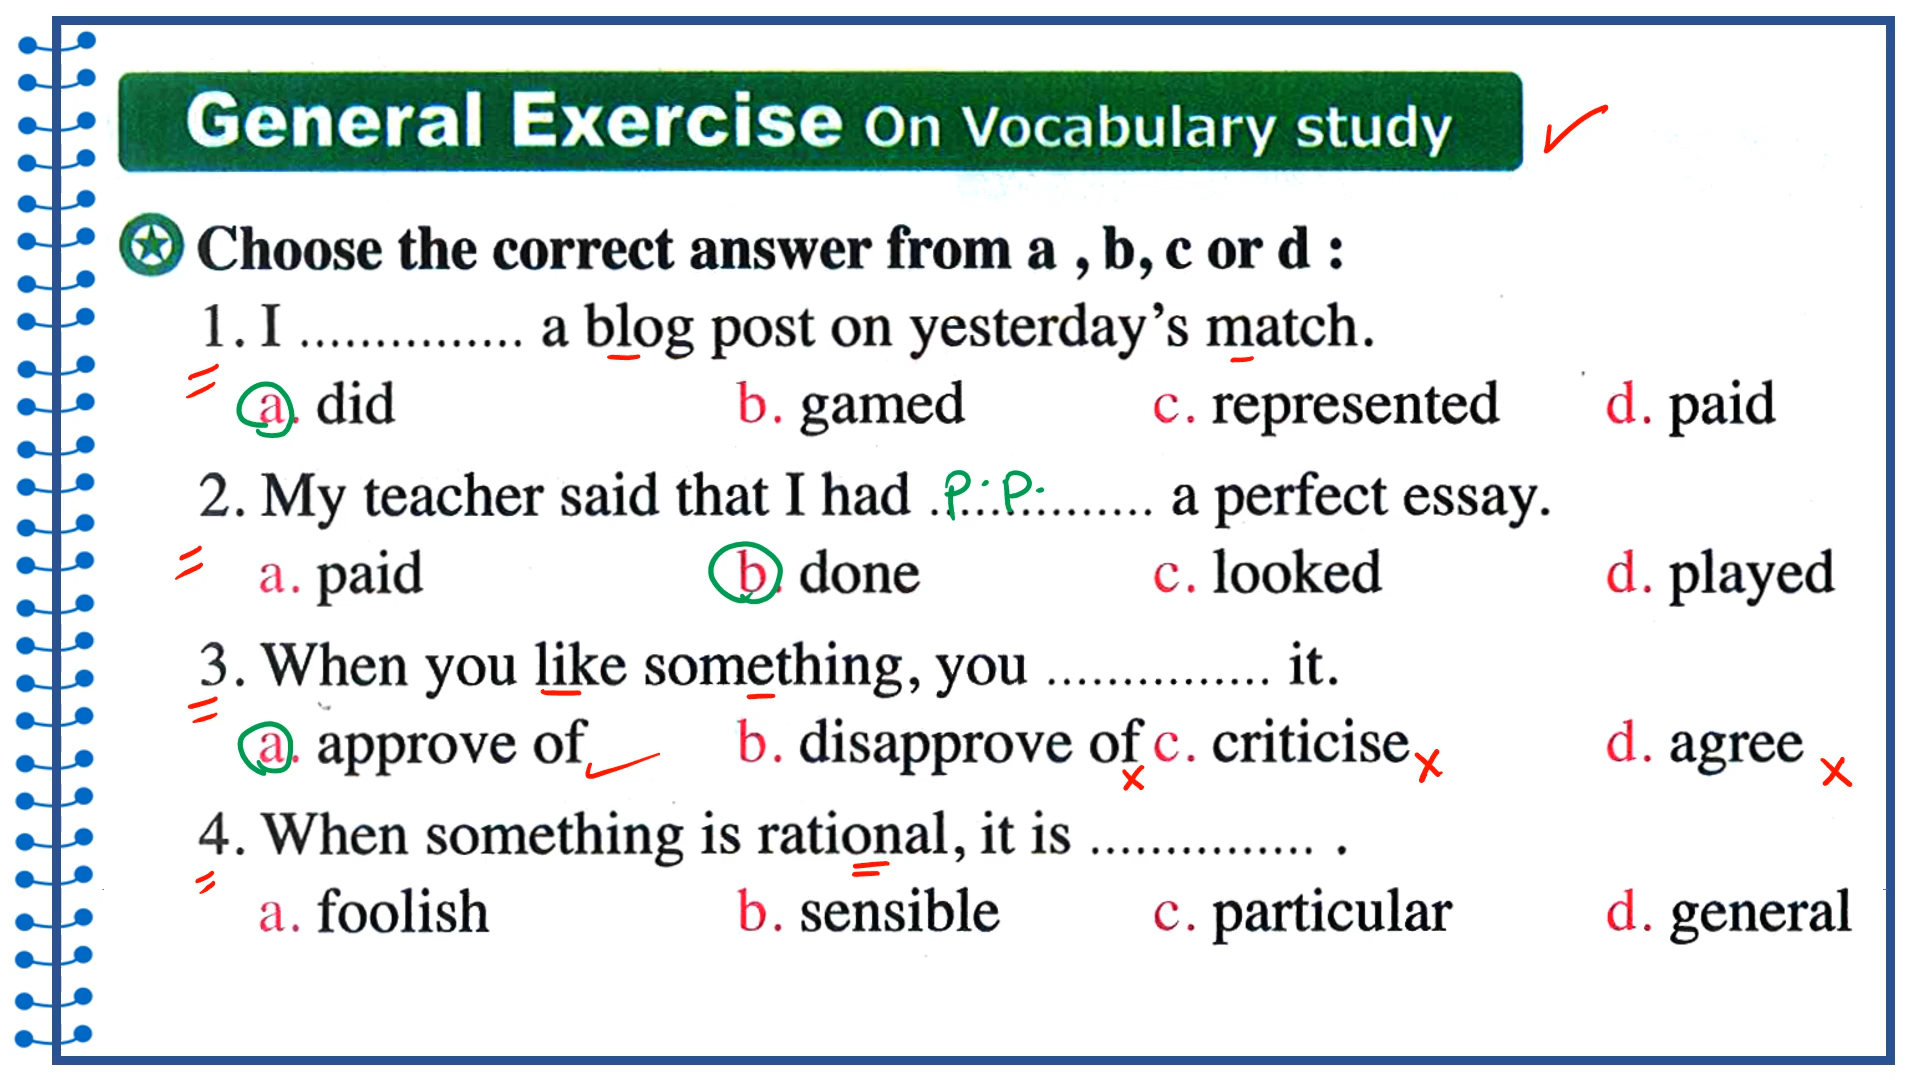 General Exercise On Vocabulary study
Choose the correct answer from a , b, c or d :
1. I ............... a blog post on yesterday's match.
a. did b. gamed c. represented d. paid
2. My teacher said that I had P.P. ............... a perfect essay.
a. paid b. done c. looked d. played
3. When you like something, you ............... it.
a. approve of b. disapprove of c. criticise d. agree
4. When something is rational, it is ............... .
a. foolish b. sensible c. particular d. general